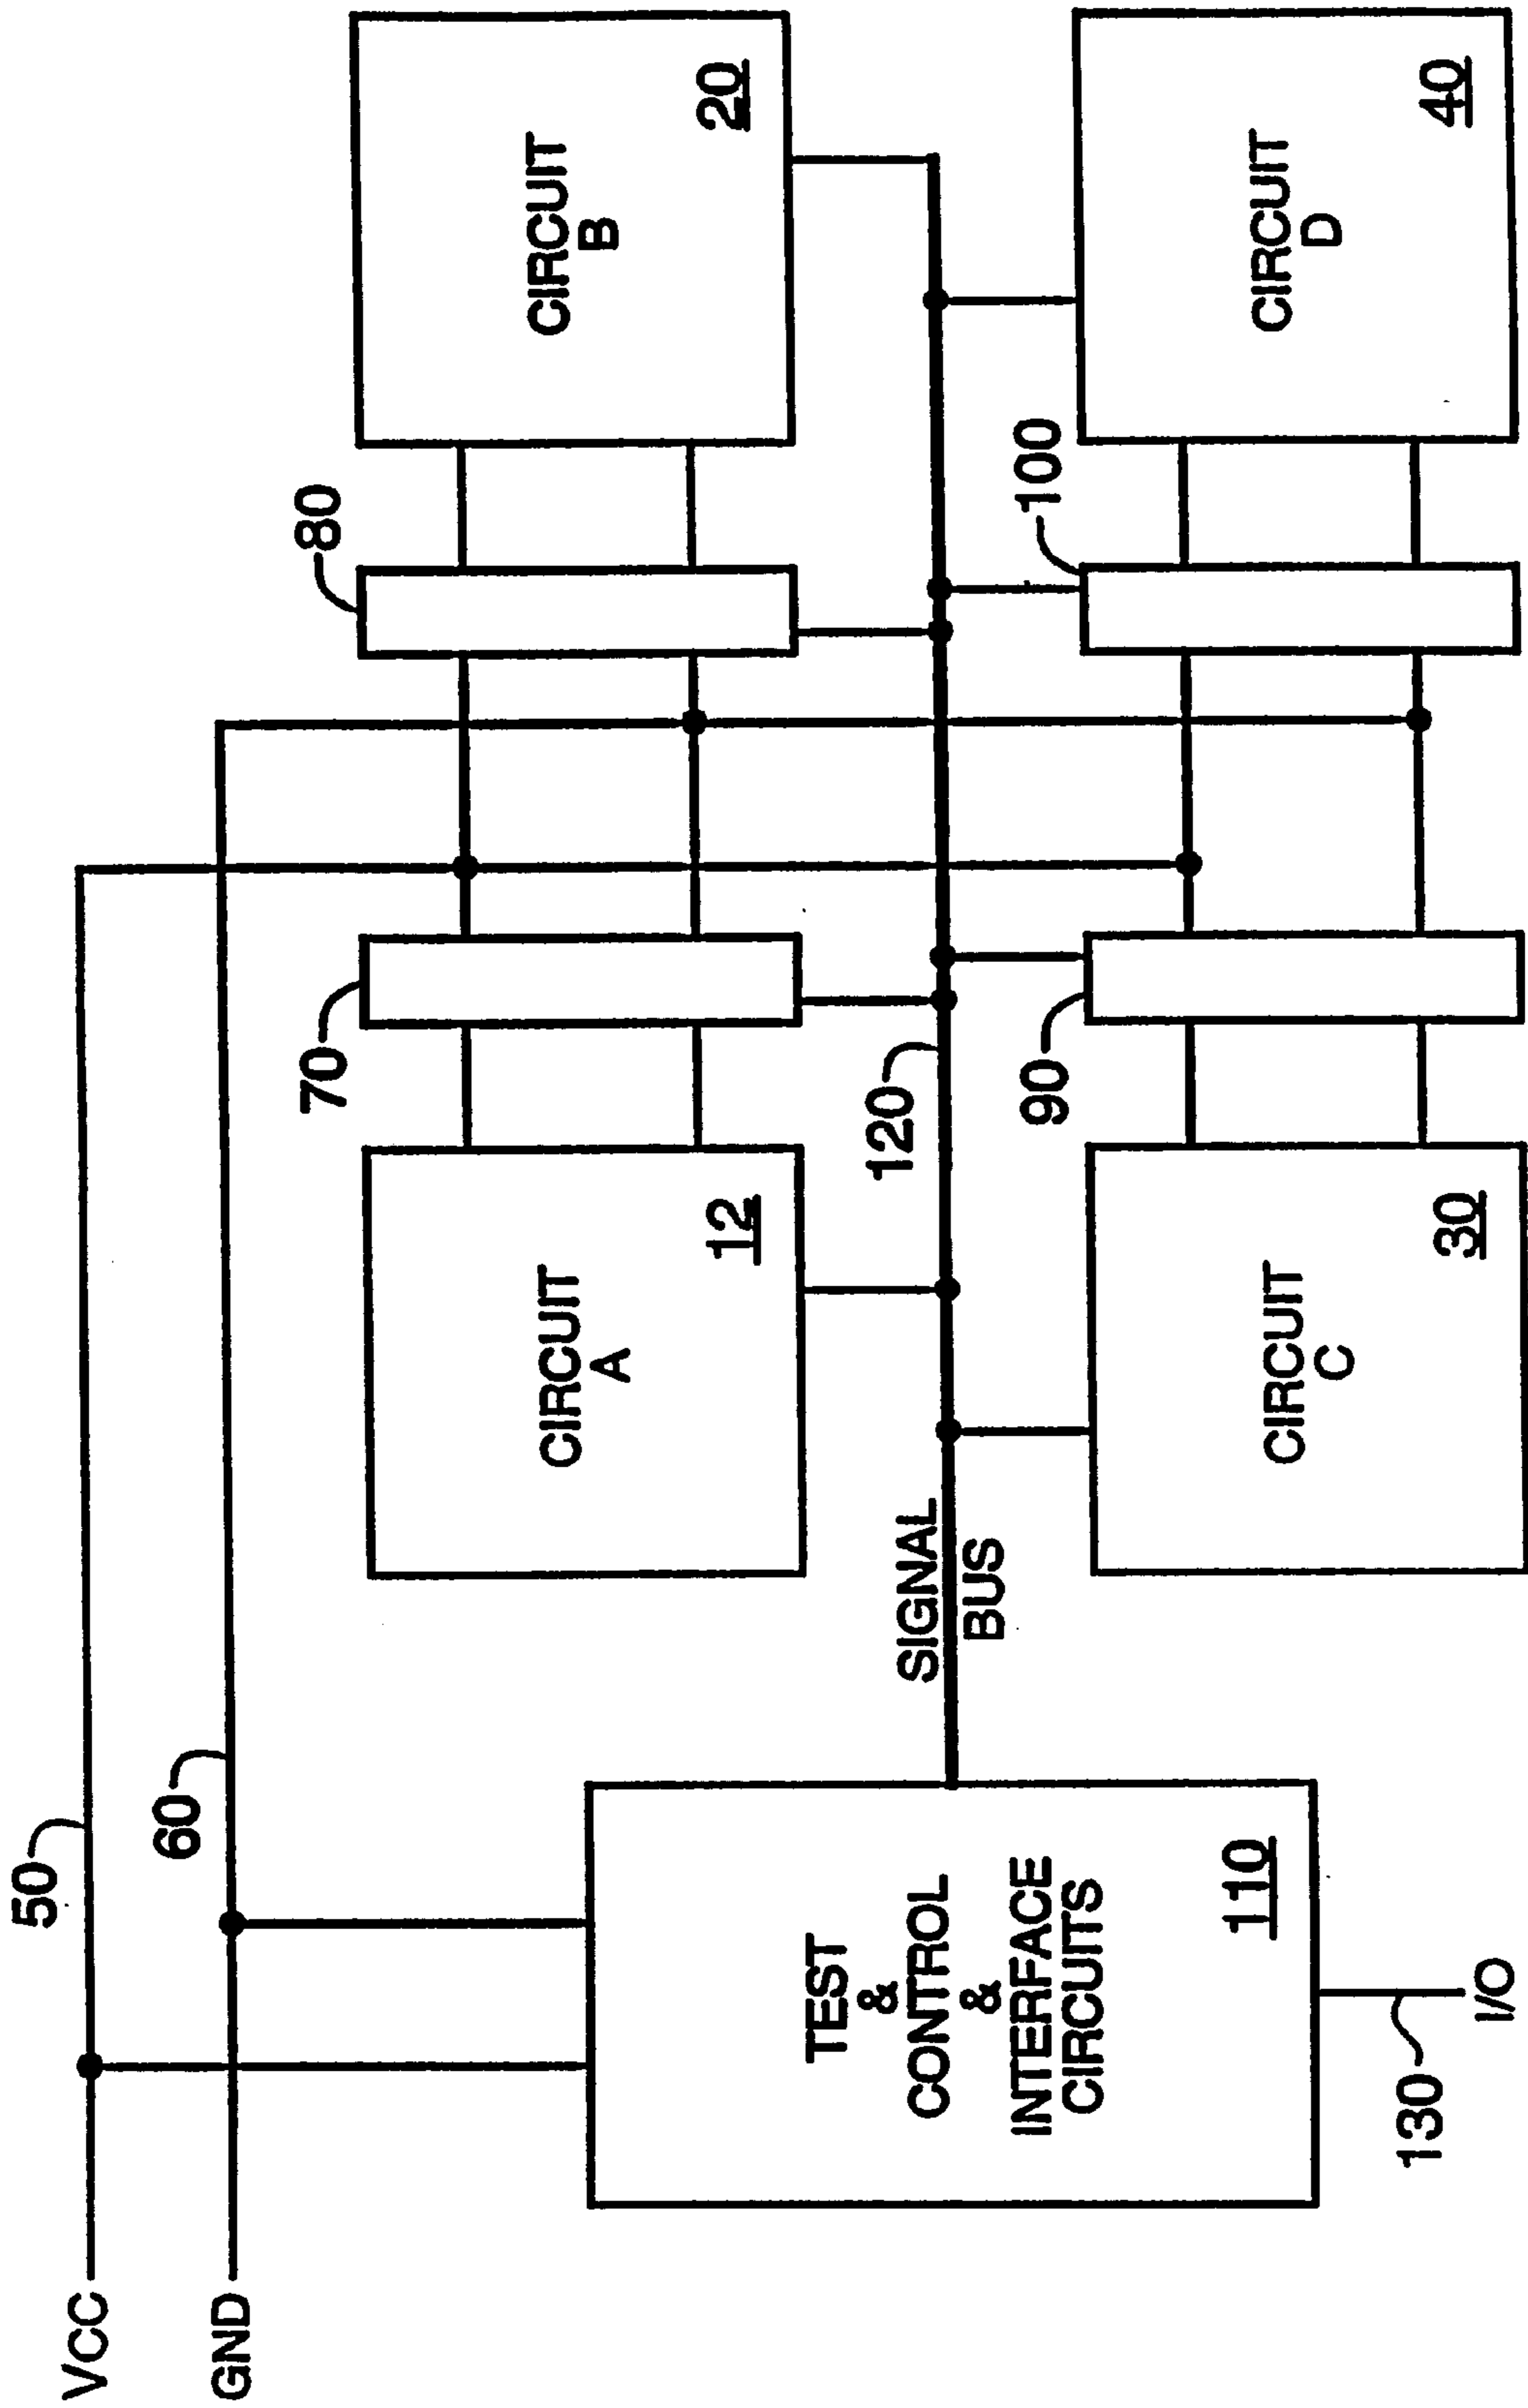 VCC
50
GND
60
80
CIRCUIT
B
20
70
CIRCUIT
A
12
120
SIGNAL
BUS
100
CIRCUIT
D
40
90
CIRCUIT
C
30
TEST
&
CONTROL
&
INTERFACE
CIRCUITS
110
130
I/O